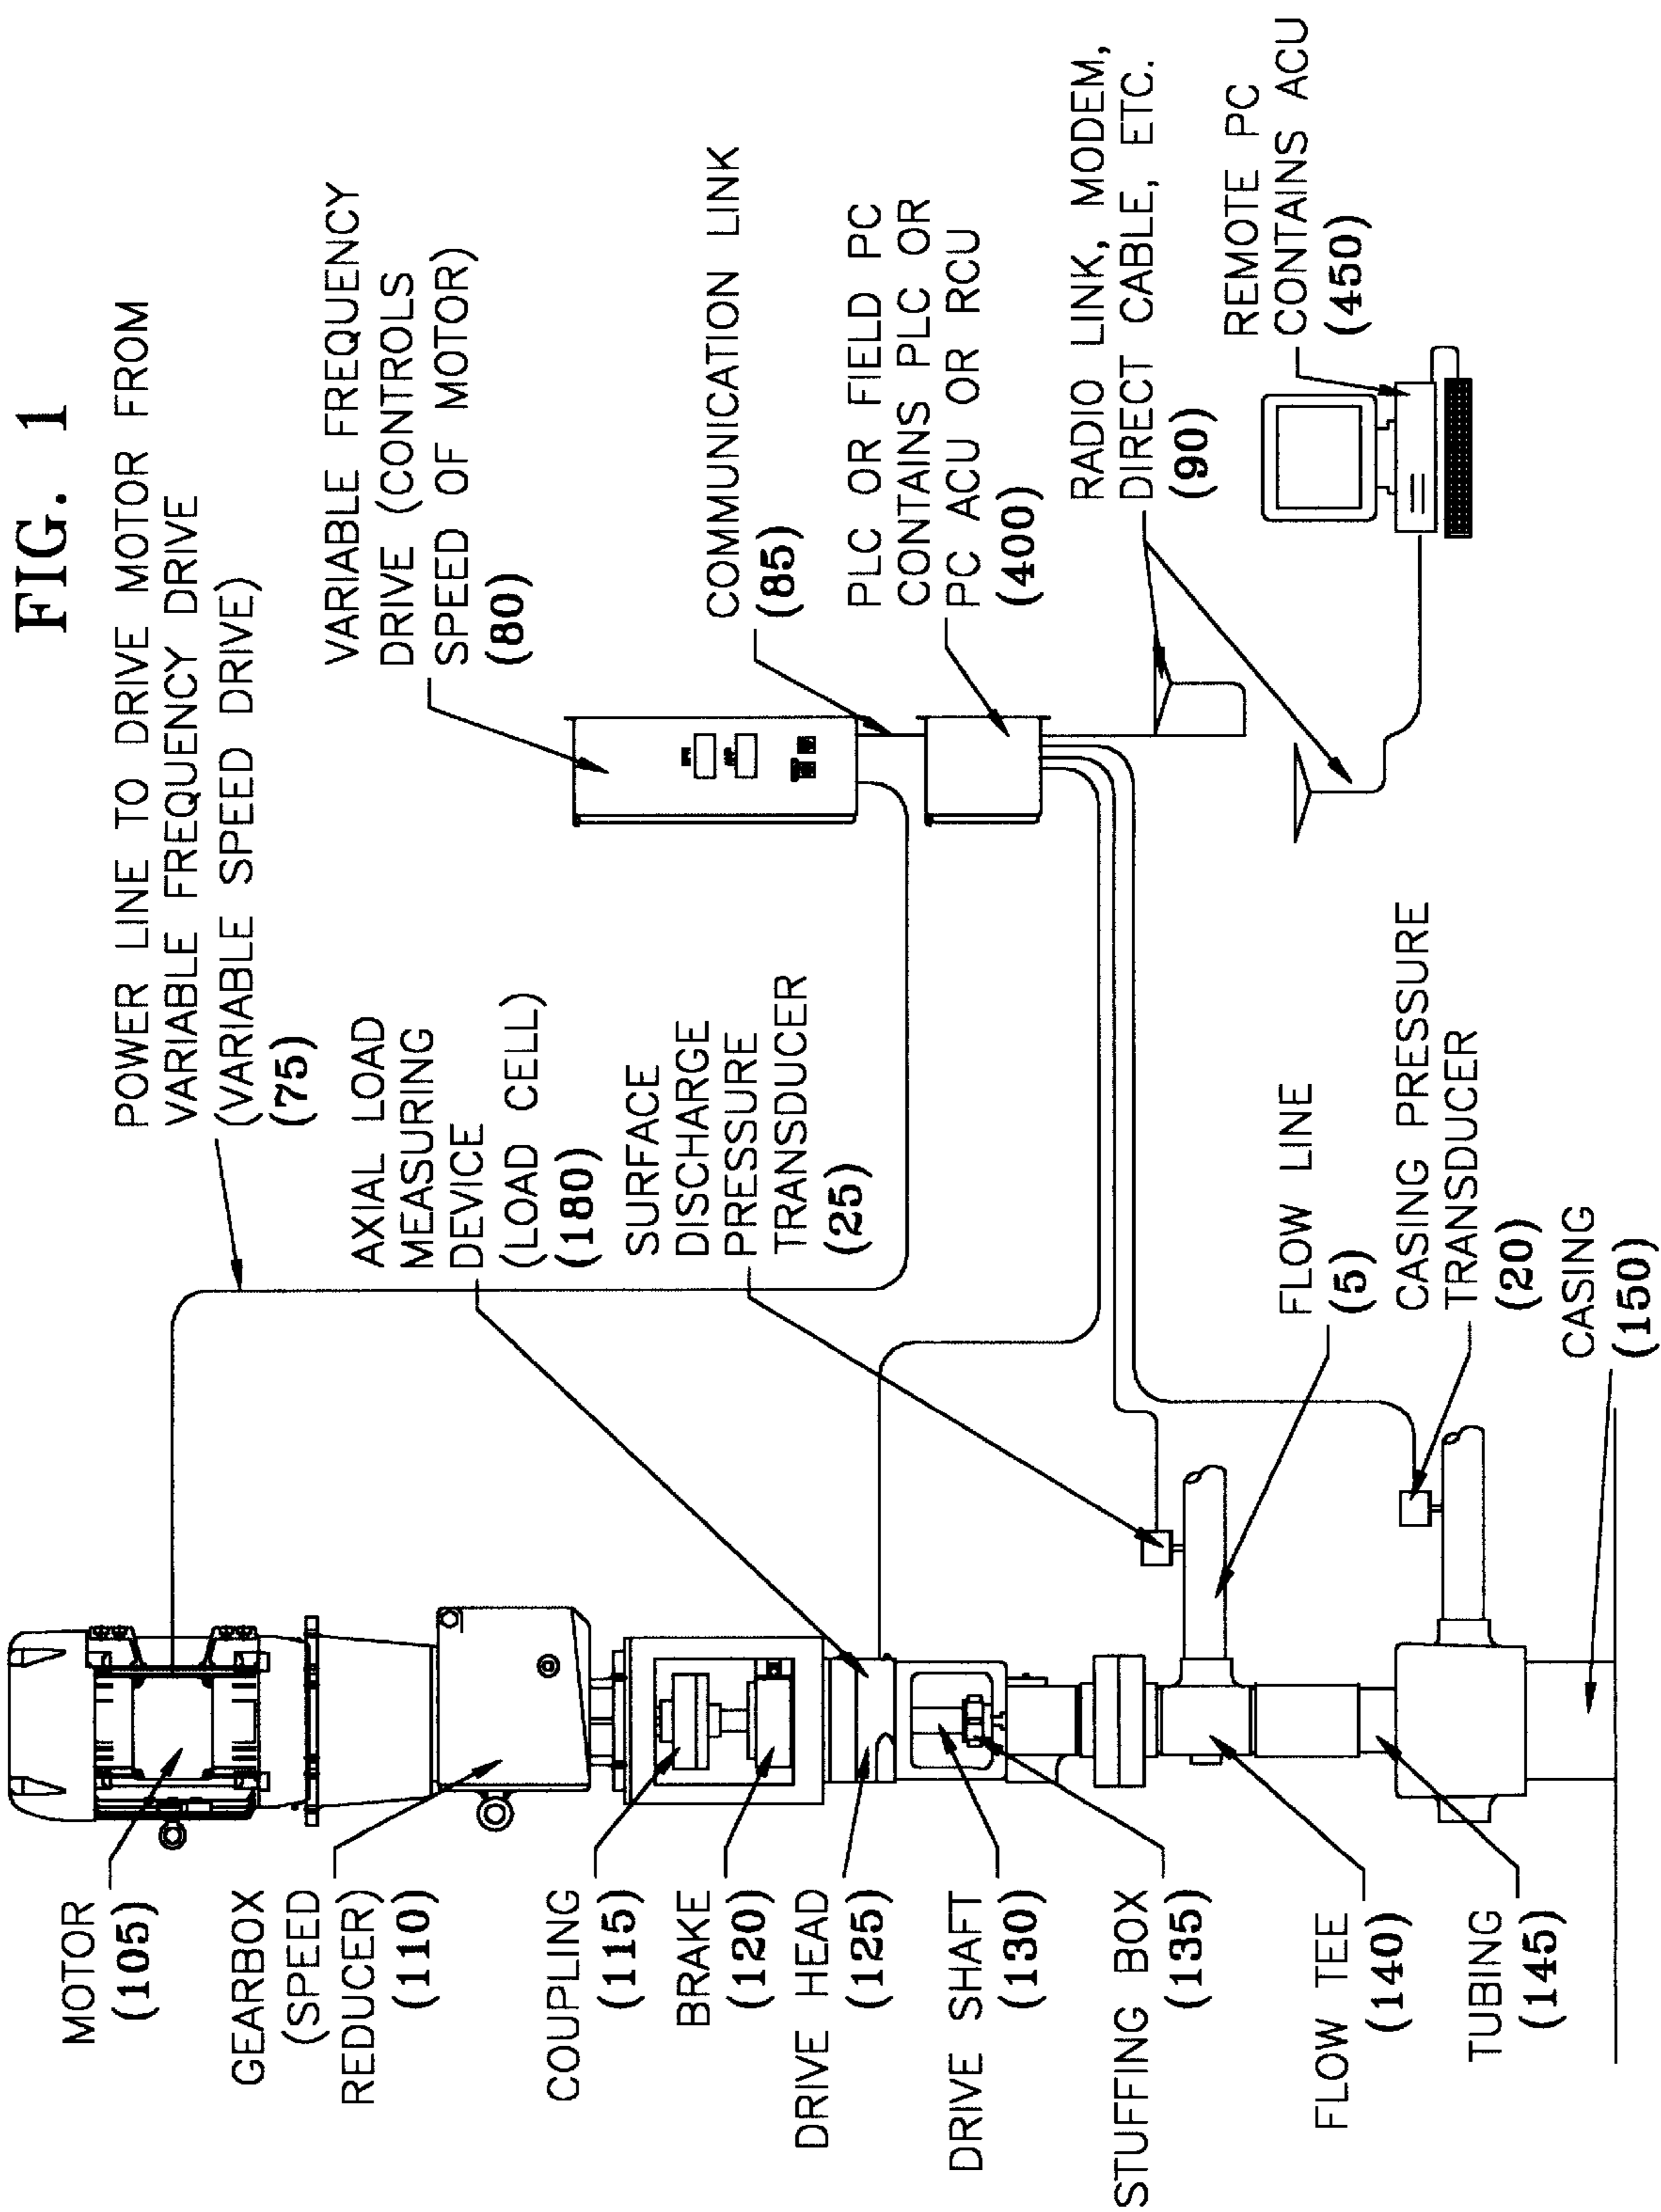 FIG. 1
POWER LINE TO DRIVE MOTOR FROM
VARIABLE FREQUENCY DRIVE
(VARIABLE SPEED DRIVE)
(75)
VARIABLE FREQUENCY
DRIVE (CONTROLS
SPEED OF MOTOR)
(80)
COMMUNICATION LINK
(85)
PLC OR FIELD PC
CONTAINS PLC OR
PC ACU OR RCU
(400)
RADIO LINK, MODEM,
DIRECT CABLE, ETC.
(90)
REMOTE PC
CONTAINS ACU
(450)
AXIAL LOAD
MEASURING
DEVICE
(LOAD CELL)
(180)
SURFACE
DISCHARGE
PRESSURE
TRANSDUCER
(25)
FLOW LINE
(5)
CASING PRESSURE
TRANSDUCER
(20)
CASING
(150)
MOTOR
(105)
GEARBOX
(SPEED
REDUCER)
(110)
COUPLING
(115)
BRAKE
(120)
DRIVE HEAD
(125)
DRIVE SHAFT
(130)
STUFFING BOX
(135)
FLOW TEE
(140)
TUBING
(145)